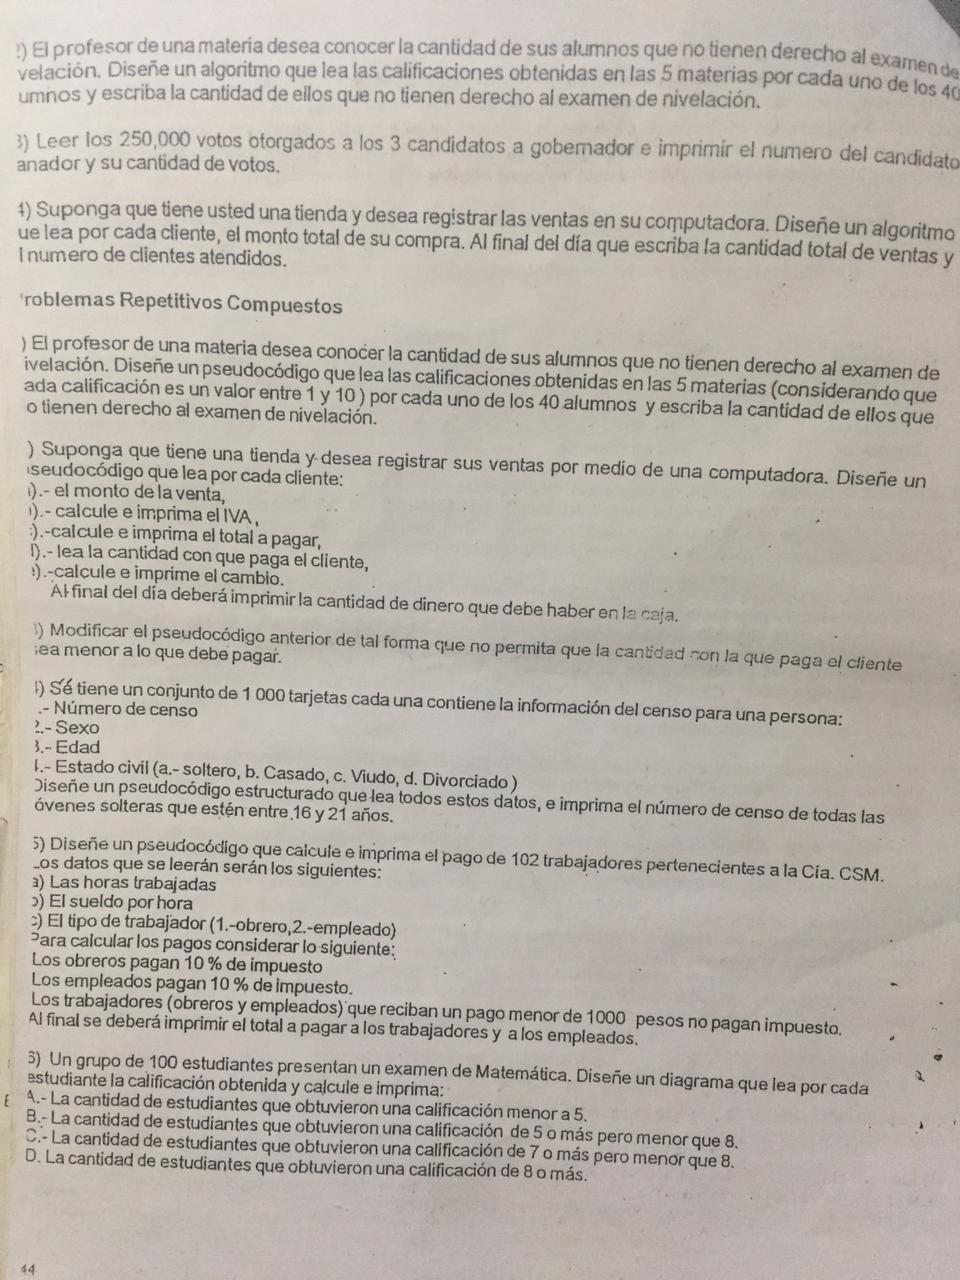 2) El profesor de una materia desea conocer la cantidad de sus alumnos que no tienen derecho al examen de
velación. Diseñe un algoritmo que lea las calificaciones obtenidas en las 5 materias por cada uno de los 40
umnos y escriba la cantidad de ellos que no tienen derecho al examen de nivelación.
3) Leer los 250,000 votos otorgados a los 3 candidatos a gobernador e imprimir el numero del candidato
anador y su cantidad de votos.
4) Suponga que tiene usted una tienda y desea registrar las ventas en su computadora. Diseñe un algoritmo
ue lea por cada cliente, el monto total de su compra. Al final del día que escriba la cantidad total de ventas y
l numero de clientes atendidos.
roblemas Repetitivos Compuestos
) El profesor de una materia desea conocer la cantidad de sus alumnos que no tienen derecho al examen de
ivelación. Diseñe un pseudocódigo que lea las calificaciones obtenidas en las 5 materias (considerando que
ada calificación es un valor entre 1 y 10 ) por cada uno de los 40 alumnos y escriba la cantidad de ellos que
o tienen derecho al examen de nivelación.
) Suponga que tiene una tienda y desea registrar sus ventas por medio de una computadora. Diseñe un
seudocódigo que lea por cada cliente:
).- el monto de la venta,
).- calcule e imprima el IVA,
).-calcule e imprima el total a pagar,
).- lea la cantidad con que paga el cliente,
).-calcule e imprime el cambio.
Al final del día deberá imprimir la cantidad de dinero que debe haber en la caja.
3) Modificar el pseudocódigo anterior de tal forma que no permita que la cantidad con la que paga el cliente
sea menor a lo que debe pagar.
) Se tiene un conjunto de 1 000 tarjetas cada una contiene la información del censo para una persona:
.- Número de censo
2.- Sexo
3.- Edad
.- Estado civil (a.- soltero, b. Casado, c. Viudo, d. Divorciado )
Diseñe un pseudocódigo estructurado que lea todos estos datos, e imprima el número de censo de todas las
óvenes solteras que estén entre 16 y 21 años.
5) Diseñe un pseudocódigo que calcule e imprima el pago de 102 trabajadores pertenecientes a la Cía. CSM.
Los datos que se leerán serán los siguientes:
a) Las horas trabajadas
b) El sueldo por hora
c) El tipo de trabajador (1.-obrero,2.-empleado)
Para calcular los pagos considerar lo siguiente:
Los obreros pagan 10 % de impuesto
Los empleados pagan 10 % de impuesto.
Los trabajadores (obreros y empleados) que reciban un pago menor de 1000 pesos no pagan impuesto.
Al final se deberá imprimir el total a pagar a los trabajadores y a los empleados.
6) Un grupo de 100 estudiantes presentan un examen de Matemática. Diseñe un diagrama que lea por cada
estudiante la calificación obtenida y calcule e imprima:
A.- La cantidad de estudiantes que obtuvieron una calificación menor a 5.
B.- La cantidad de estudiantes que obtuvieron una calificación de 5 o más pero menor que 8.
C.- La cantidad de estudiantes que obtuvieron una calificación de 7 o más pero menor que 8.
D. La cantidad de estudiantes que obtuvieron una calificación de 8 o más.
44